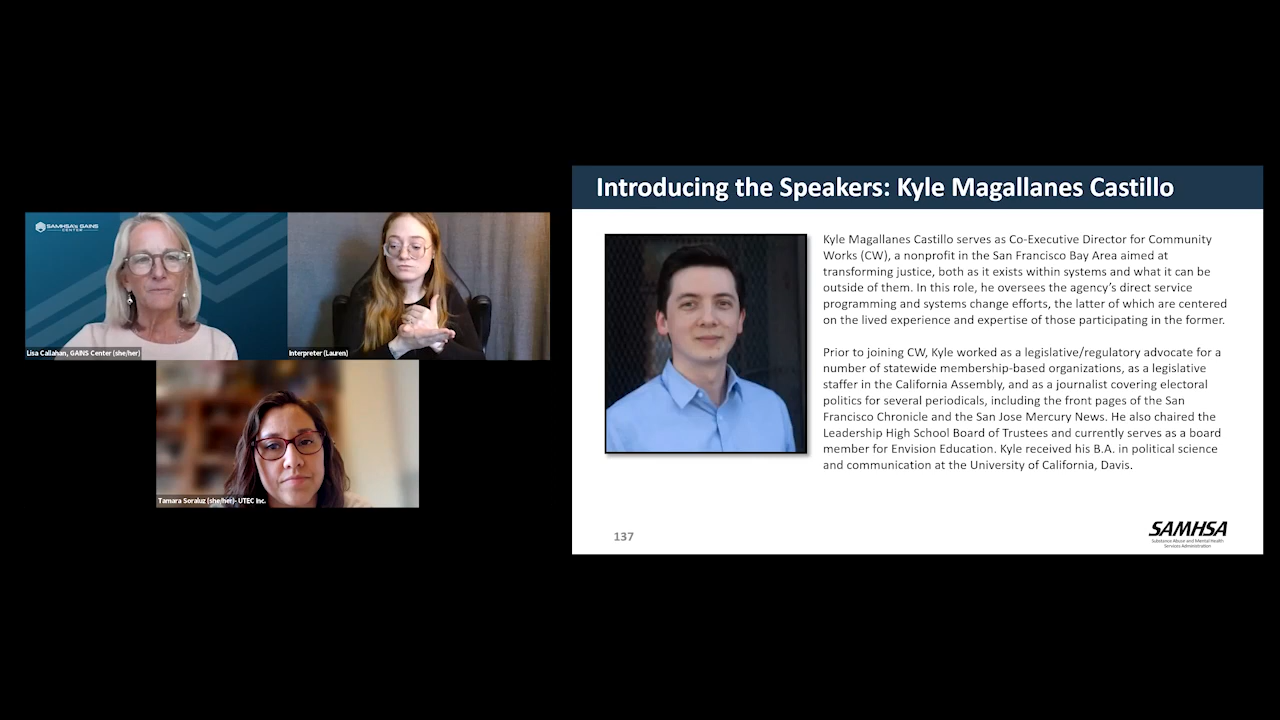 SAMHSA's GAINS
CENTER
Lisa Callahan, GAINS Center (she/her)
Interpreter (Lauren)
Tamara Soraluz (she/her)- UTEC Inc.
Introducing the Speakers: Kyle Magallanes Castillo
Kyle Magallanes Castillo serves as Co-Executive Director for Community
Works (CW), a nonprofit in the San Francisco Bay Area aimed at
transforming justice, both as it exists within systems and what it can be
outside of them. In this role, he oversees the agency's direct service
programming and systems change efforts, the latter of which are centered
on the lived experience and expertise of those participating in the former.
Prior to joining CW, Kyle worked as a legislative/regulatory advocate for a
number of statewide membership-based organizations, as a legislative
staffer in the California Assembly, and as a journalist covering electoral
politics for several periodicals, including the front pages of the San
Francisco Chronicle and the San Jose Mercury News. He also chaired the
Leadership High School Board of Trustees and currently serves as a board
member for Envision Education. Kyle received his B.A. in political science
and communication at the University of California, Davis.
137
SAMHSA
Substance Abuse and Mental Health
Services Administration